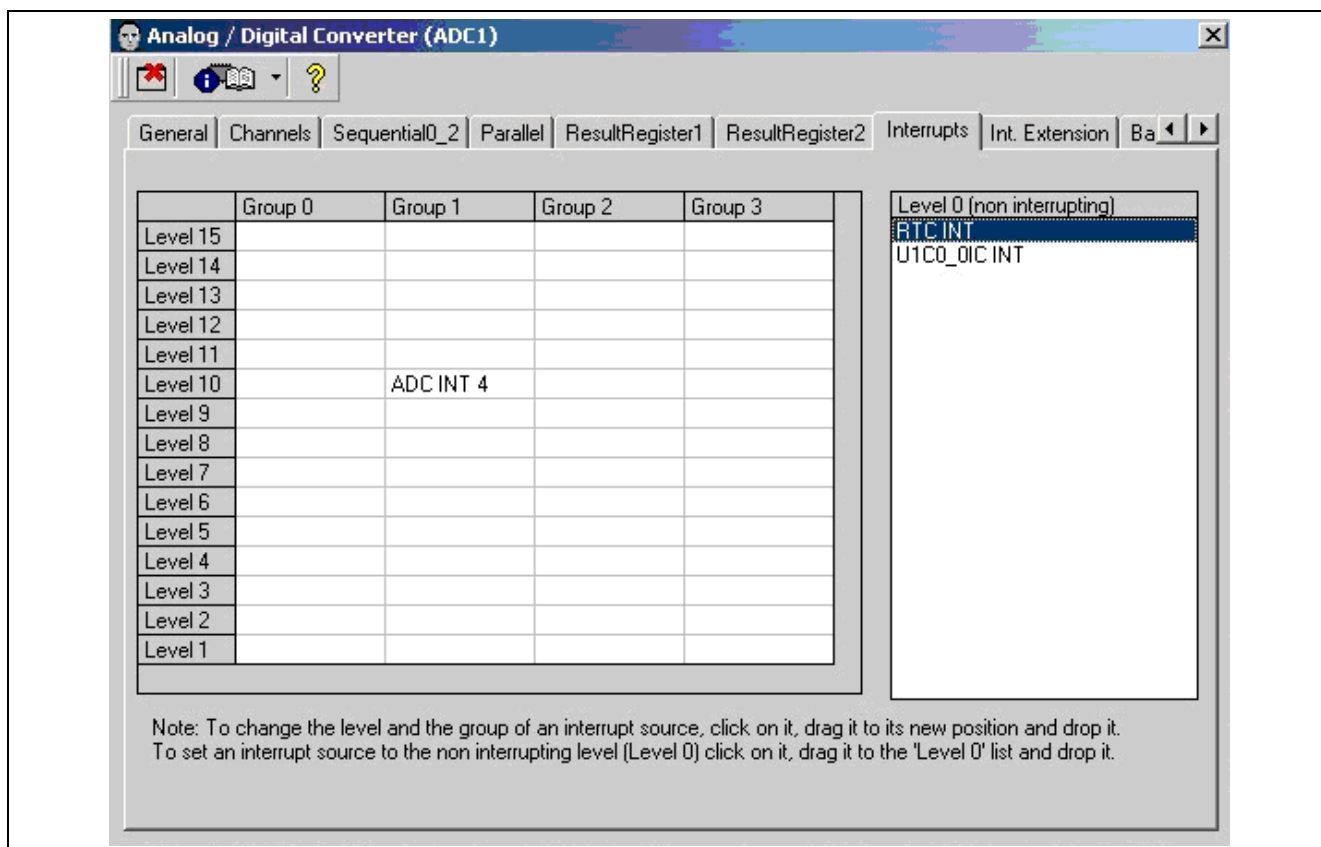 Analog / Digital Converter (ADC1)
General Channels Sequential0_2 Parallel ResultRegister1 ResultRegister2 Interrupts Int. Extension Ba
Group 0 Group 1 Group 2 Group 3
Level 15
Level 14
Level 13
Level 12
Level 11
Level 10 ADC INT 4
Level 9
Level 8
Level 7
Level 6
Level 5
Level 4
Level 3
Level 2
Level 1
Level 0 (non interrupting)
RTC INT
U1C0_0IC INT
Note: To change the level and the group of an interrupt source, click on it, drag it to its new position and drop it.
To set an interrupt source to the non interrupting level (Level 0) click on it, drag it to the 'Level 0' list and drop it.